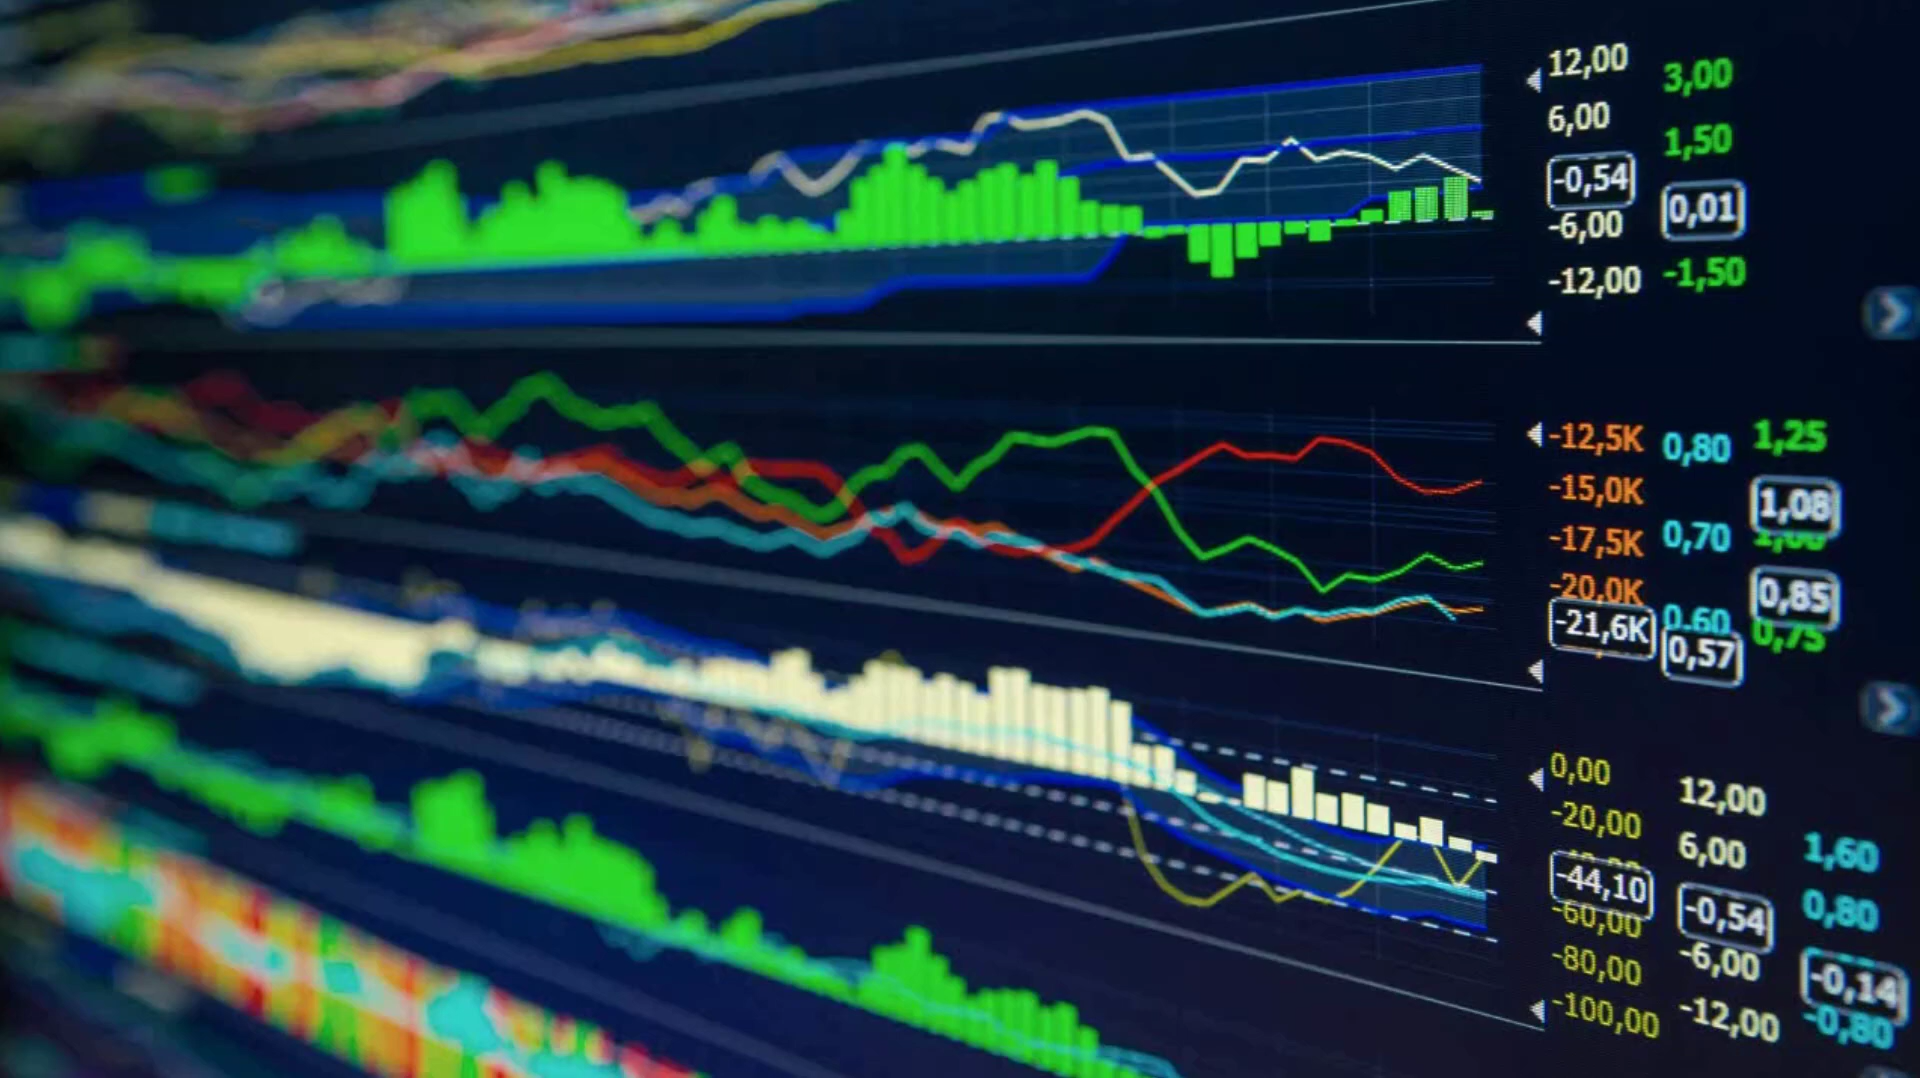 12,00 3,00
6,00 1,50
-0,54 0,01
-6,00
-12,00 -1,50
-12,5K 0,80 1,25
-15,0K 1,08
-17,5K 0,70 1,00
-20,0K 0,60 0,85
-21,6K 0,57 0,75
0,00 12,00
-20,00 6,00 1,60
-44,10 -0,54 0,80
-60,00
-80,00 -6,00 -0,14
-100,00 -12,00 -0,80